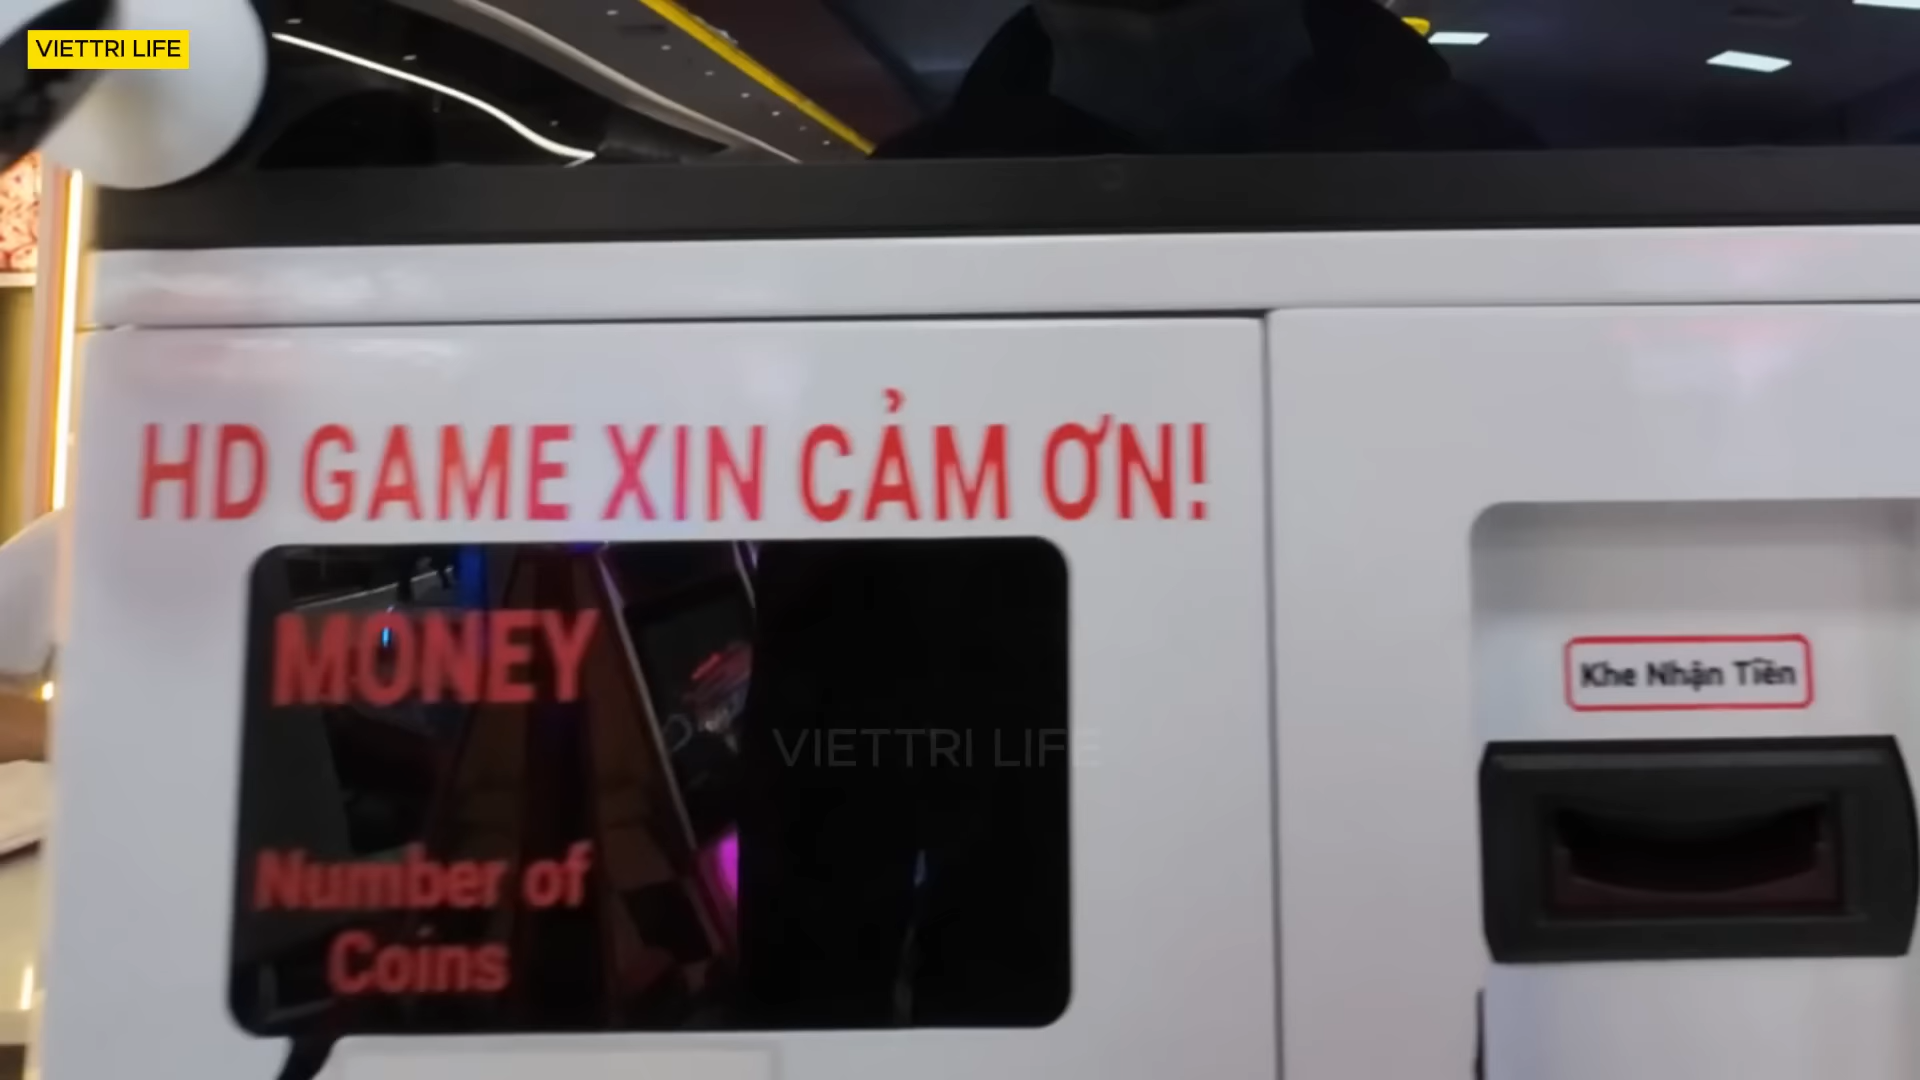 VIETTRI LIFE
HD GAME XIN CẢM ƠN!
MONEY
Khe Nhận Tiền
VIETTRI LIFE
Number of
Coins